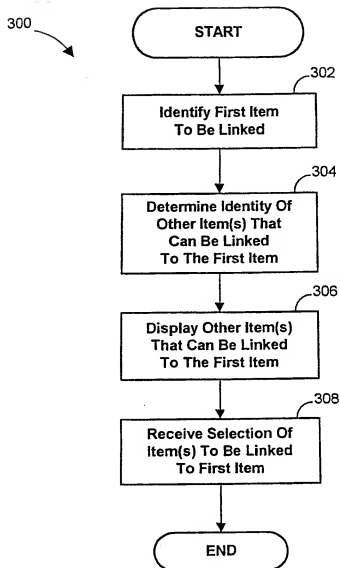 300
START
302
Identify First Item
To Be Linked
304
Determine Identity Of
Other Item(s) That
Can Be Linked
To The First Item
306
Display Other Item(s)
That Can Be Linked
To The First Item
308
Receive Selection Of
Item(s) To Be Linked
To First Item
END